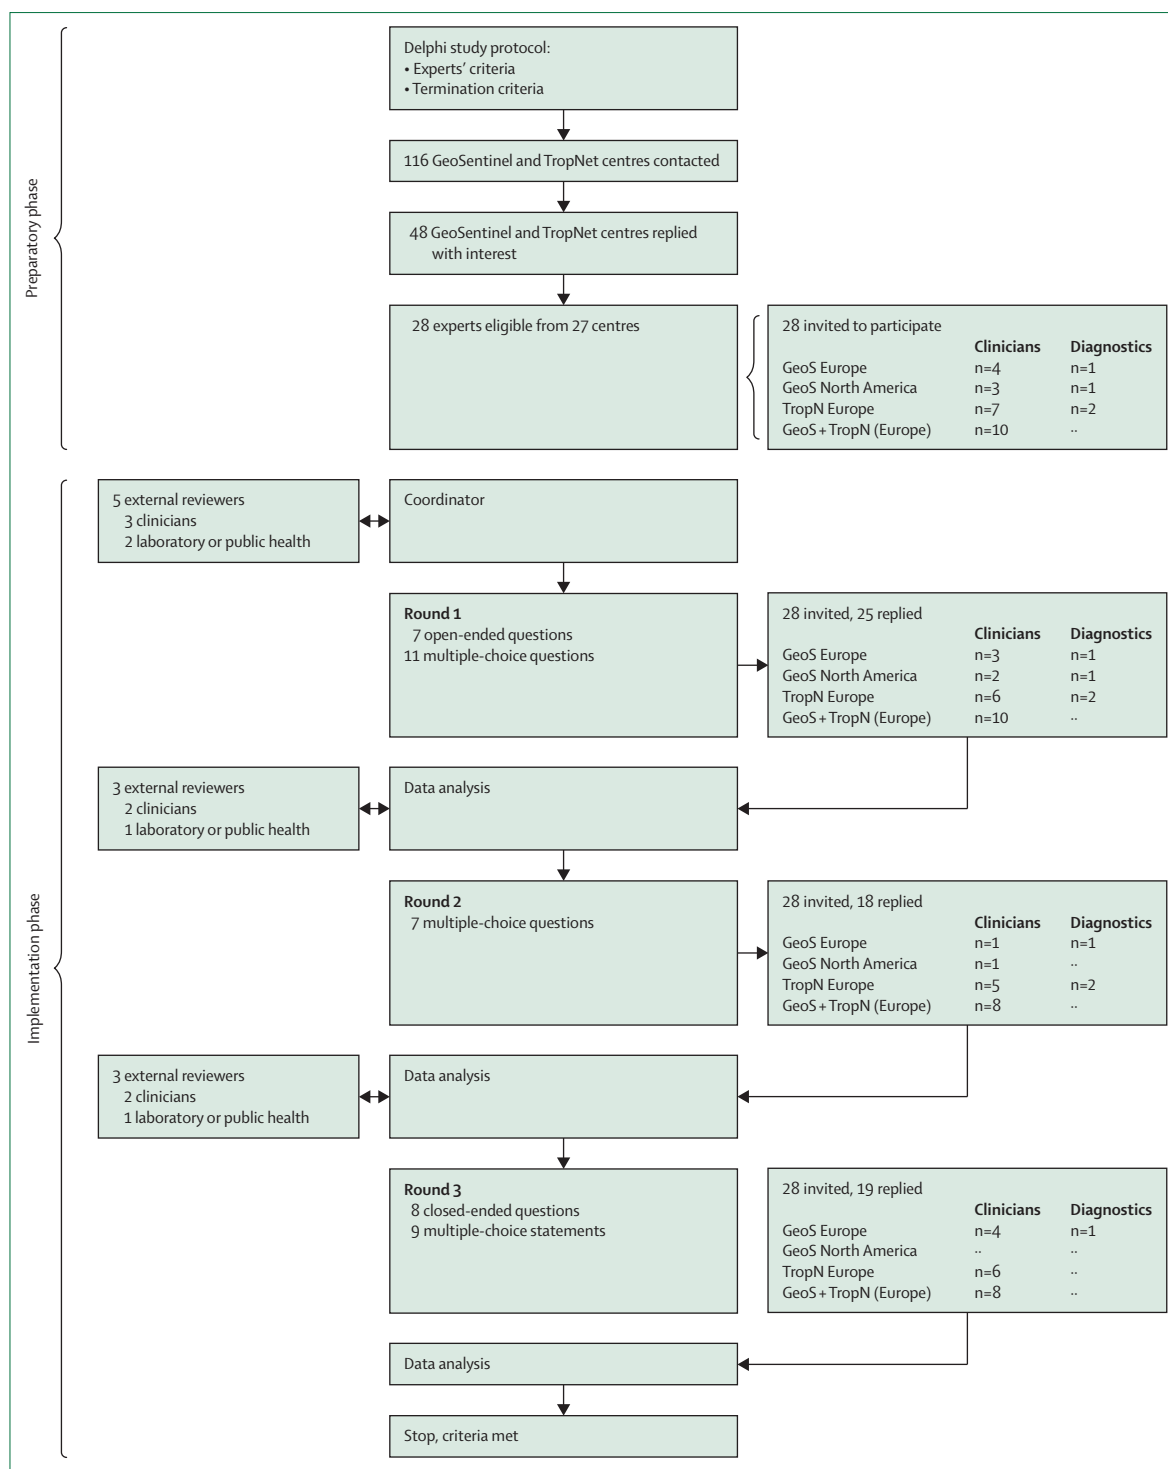 Preparatory phase
Delphi study protocol:
• Experts' criteria
• Termination criteria
116 GeoSentinel and TropNet centres contacted
48 GeoSentinel and TropNet centres replied
with interest
28 experts eligible from 27 centres
28 invited to participate
Clinicians Diagnostics
GeoS Europe n=4 n=1
GeoS North America n=3 n=1
TropN Europe n=7 n=2
GeoS + TropN (Europe) n=10 ··
Implementation phase
5 external reviewers
3 clinicians
2 laboratory or public health
Coordinator
Round 1
7 open-ended questions
11 multiple-choice questions
28 invited, 25 replied
Clinicians Diagnostics
GeoS Europe n=3 n=1
GeoS North America n=2 n=1
TropN Europe n=6 n=2
GeoS + TropN (Europe) n=10 ··
3 external reviewers
2 clinicians
1 laboratory or public health
Data analysis
Round 2
7 multiple-choice questions
28 invited, 18 replied
Clinicians Diagnostics
GeoS Europe n=1 n=1
GeoS North America n=1 ··
TropN Europe n=5 n=2
GeoS + TropN (Europe) n=8 ··
3 external reviewers
2 clinicians
1 laboratory or public health
Data analysis
Round 3
8 closed-ended questions
9 multiple-choice statements
28 invited, 19 replied
Clinicians Diagnostics
GeoS Europe n=4 n=1
GeoS North America ·· ··
TropN Europe n=6 ··
GeoS + TropN (Europe) n=8 ··
Data analysis
Stop, criteria met